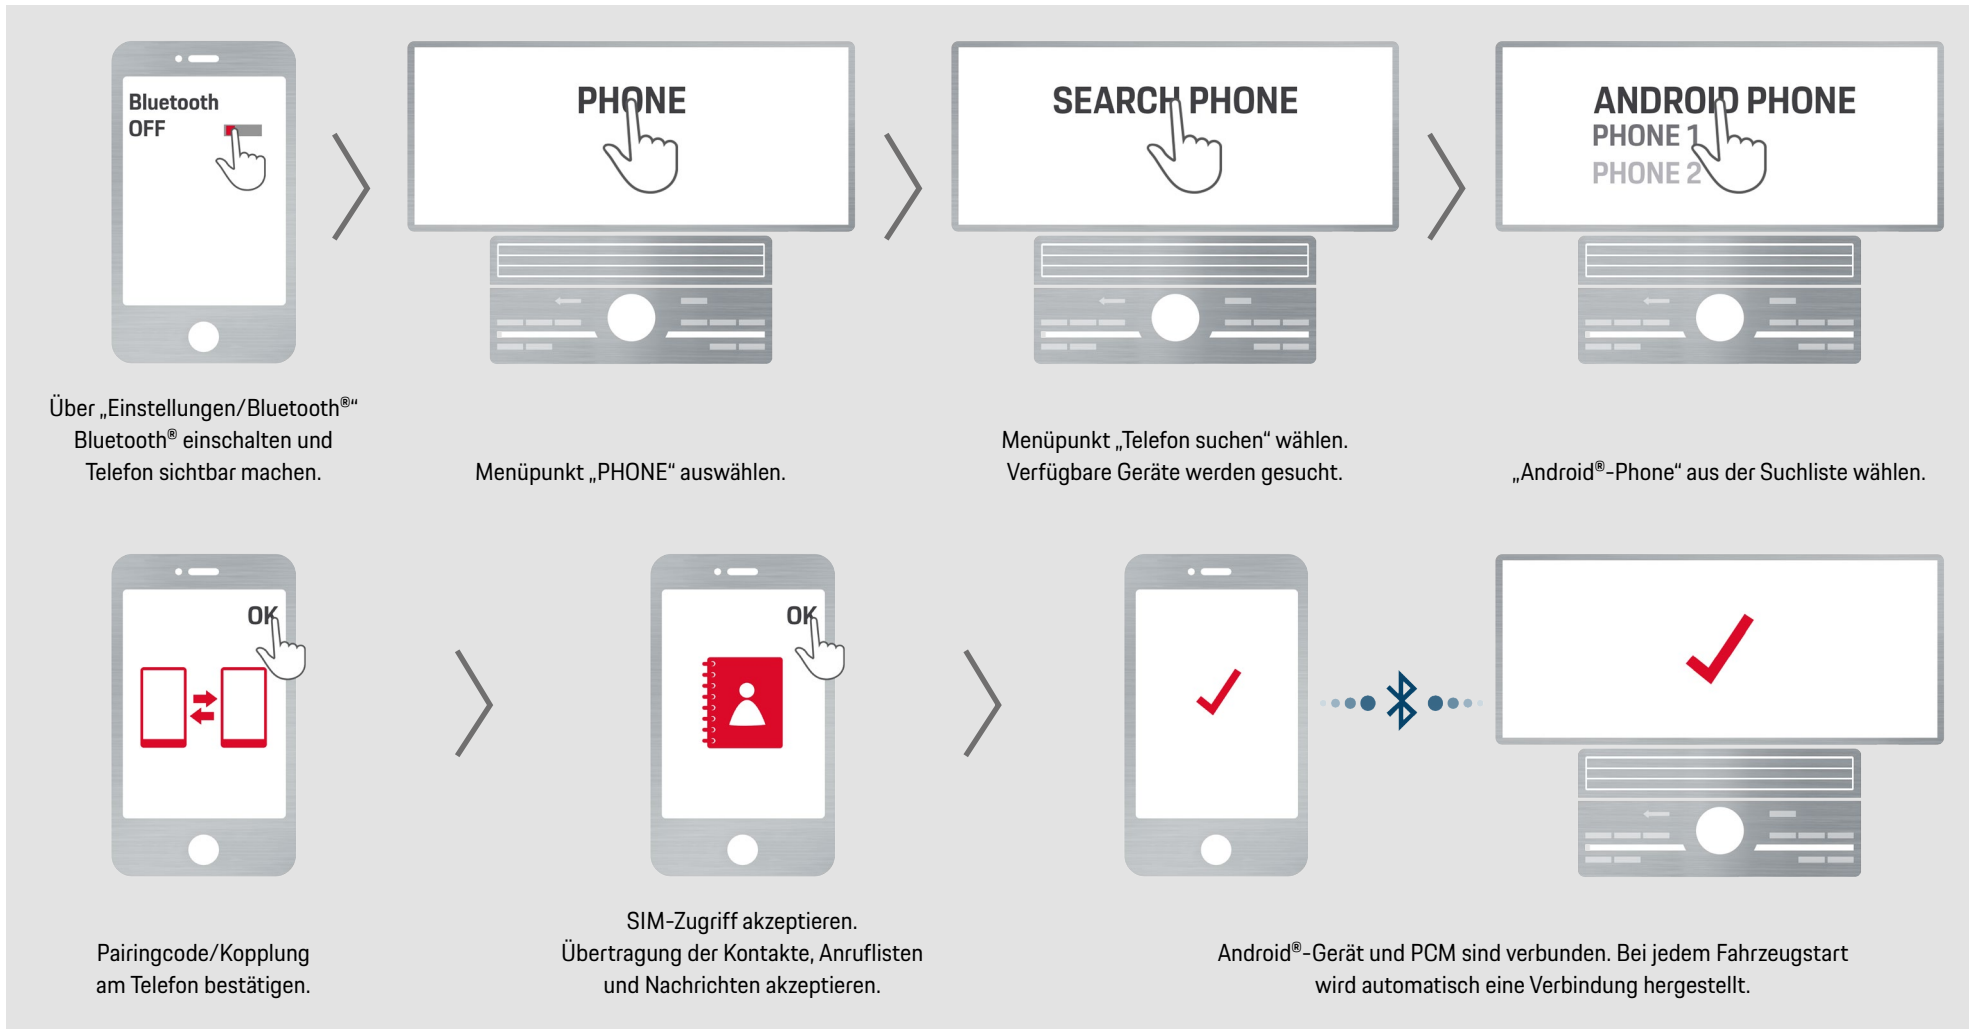 Bluetooth
OFF
PHONE
SEARCH PHONE
ANDROID PHONE
PHONE 1
PHONE 2
Über „Einstellungen/Bluetooth®“
Bluetooth® einschalten und
Telefon sichtbar machen.
Menüpunkt „PHONE“ auswählen.
Menüpunkt „Telefon suchen“ wählen.
Verfügbare Geräte werden gesucht.
„Android®-Phone“ aus der Suchliste wählen.
OK
OK
Pairingcode/Kopplung
am Telefon bestätigen.
SIM-Zugriff akzeptieren.
Übertragung der Kontakte, Anruflisten
und Nachrichten akzeptieren.
Android®-Gerät und PCM sind verbunden. Bei jedem Fahrzeugstart
wird automatisch eine Verbindung hergestellt.